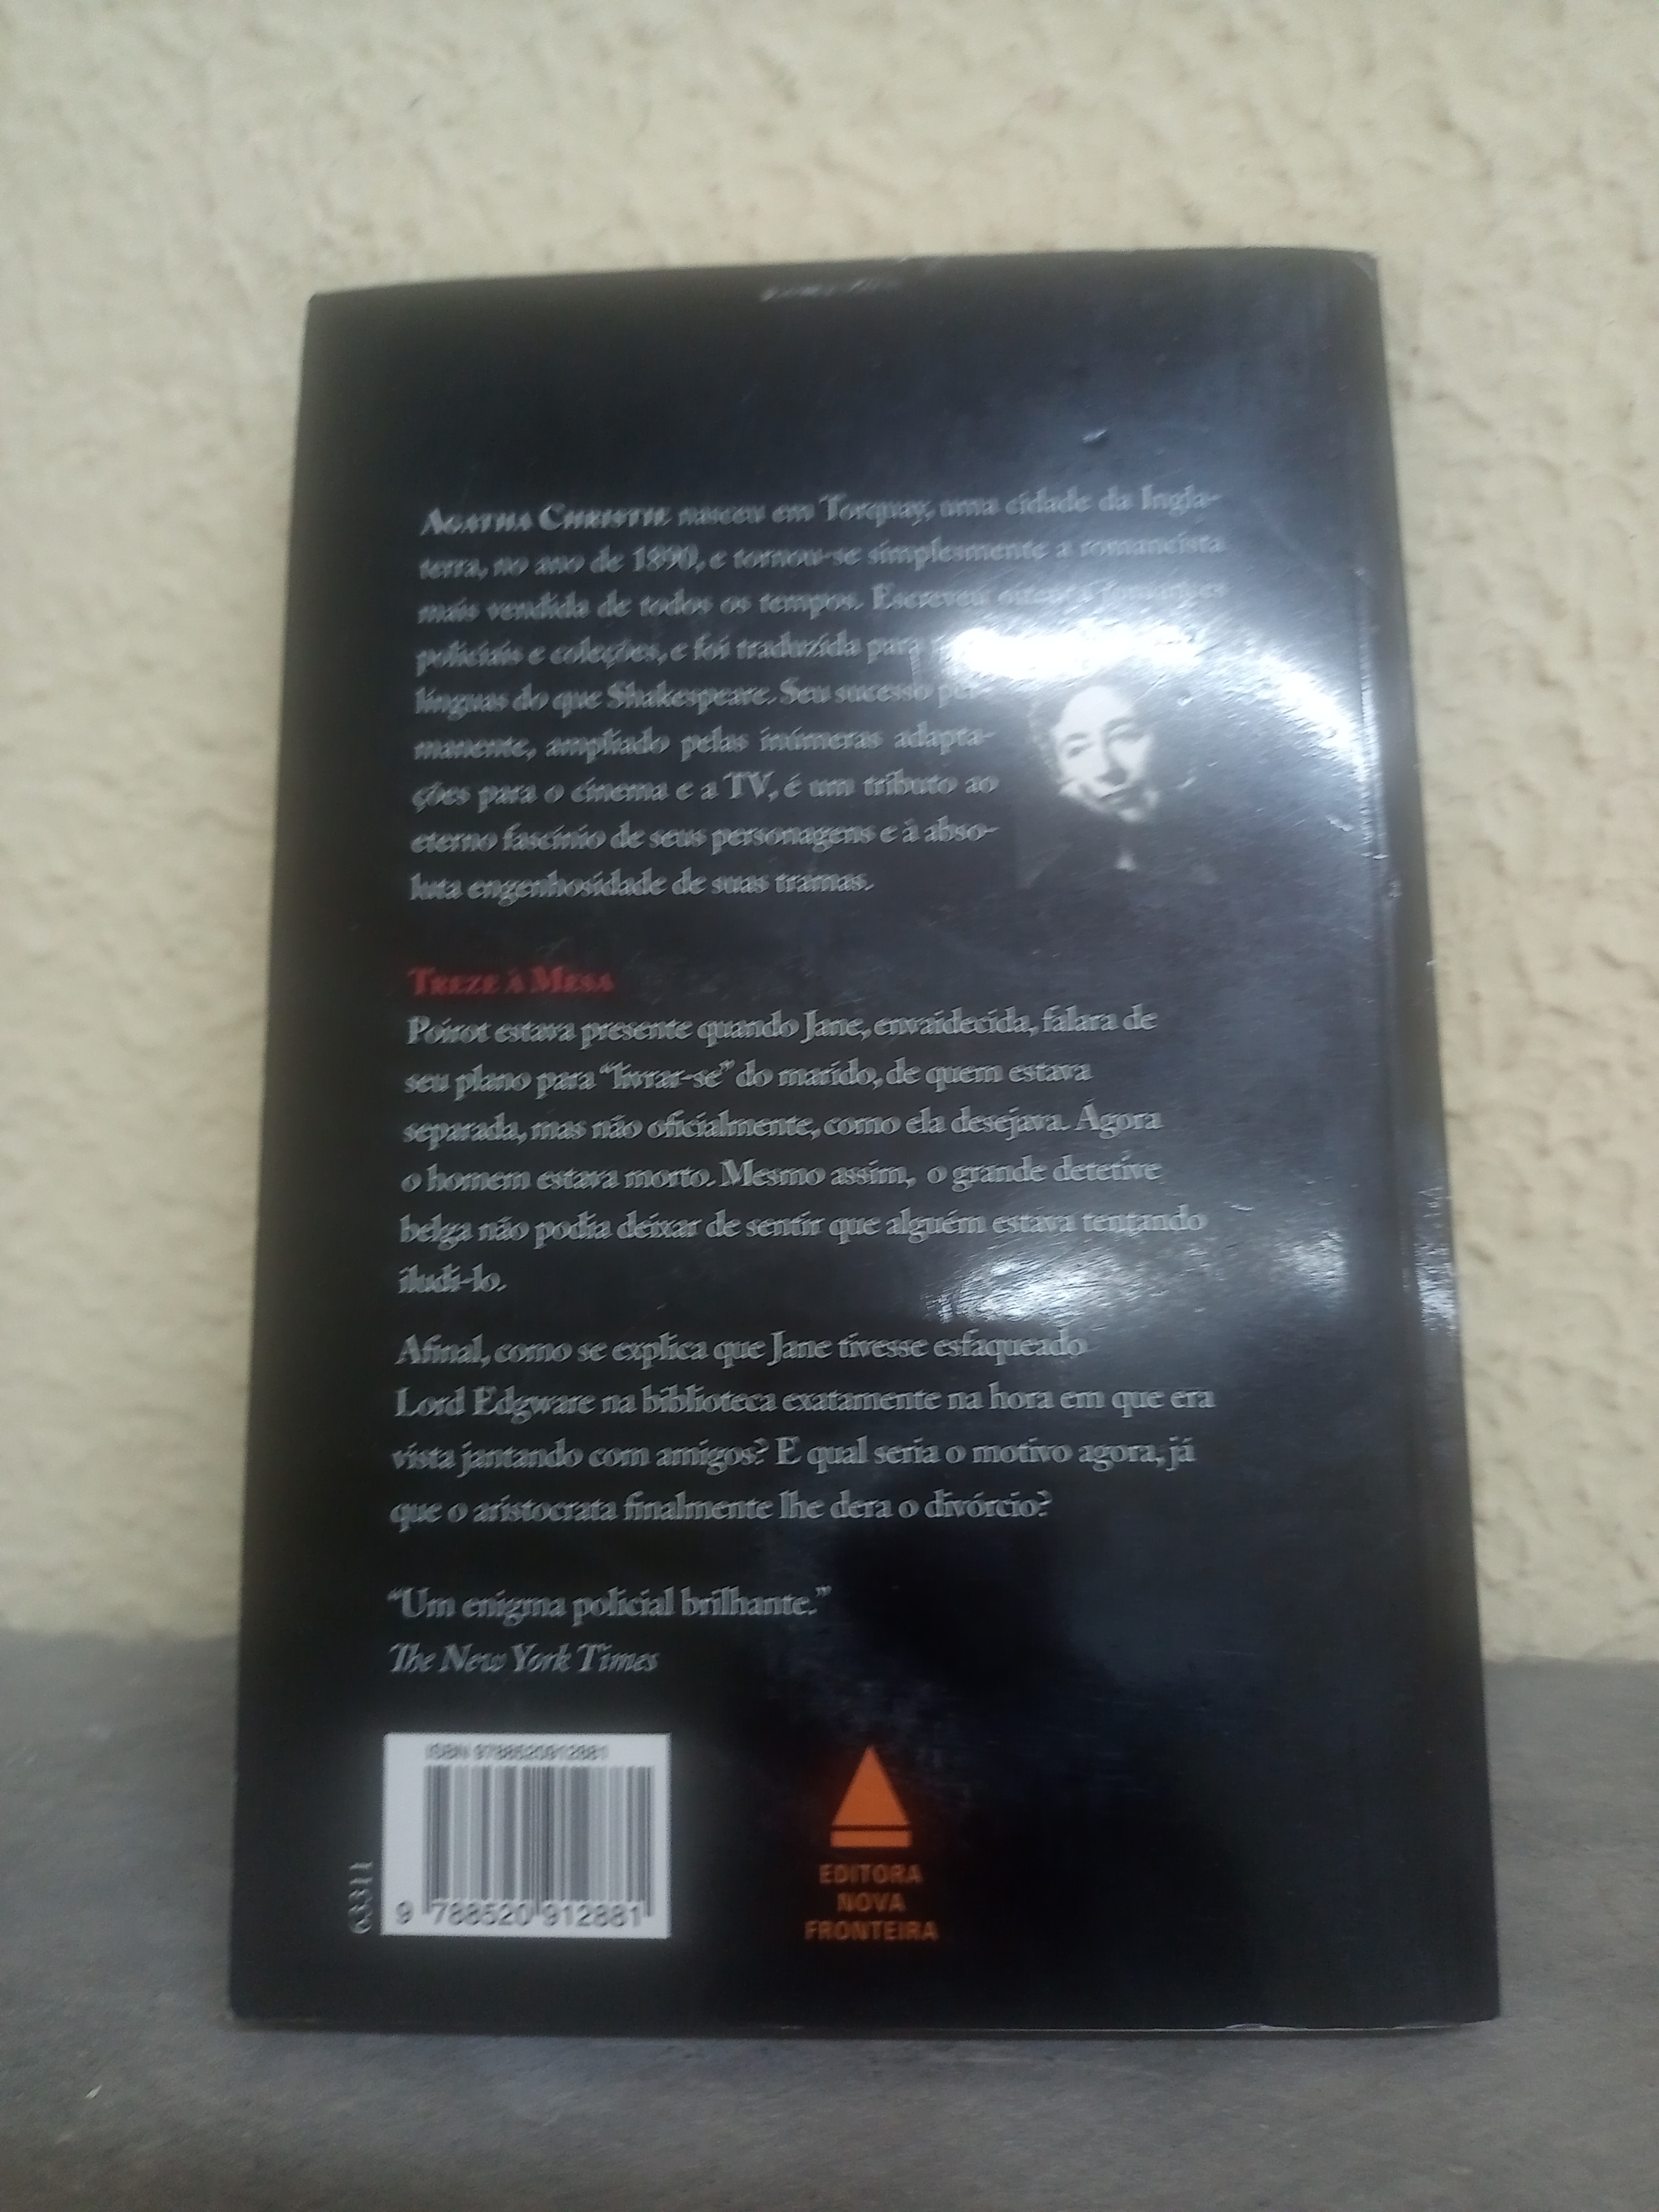 AGATHA CHRISTIE nasceu em Torquay, uma cidade da Ingla-
terra, no ano de 1890, e tornou-se simplesmente a romancista
mais vendida de todos os tempos. Escreveu oitenta romances
policiais e coleções, e foi traduzida para
línguas do que Shakespeare. Seu sucesso per-
manente, ampliado pelas inúmeras adapta-
ções para o cinema e a TV, é um tributo ao
eterno fascínio de seus personagens e à abso-
luta engenhosidade de suas tramas.
TREZE À MESA
Poirot estava presente quando Jane, envaidecida, falara de
seu plano para “livrar-se” do marido, de quem estava
separada, mas não oficialmente, como ela desejava. Agora
o homem estava morto. Mesmo assim, o grande detetive
belga não podia deixar de sentir que alguém estava tentando
iludi-lo.
Afinal, como se explica que Jane tivesse esfaqueado
Lord Edgware na biblioteca exatamente na hora em que era
vista jantando com amigos? E qual seria o motivo agora, já
que o aristocrata finalmente lhe dera o divórcio?
“Um enigma policial brilhante.”
The New York Times
ISBN 9788520912881
9 788520 912881
63311
EDITORA
NOVA
FRONTEIRA